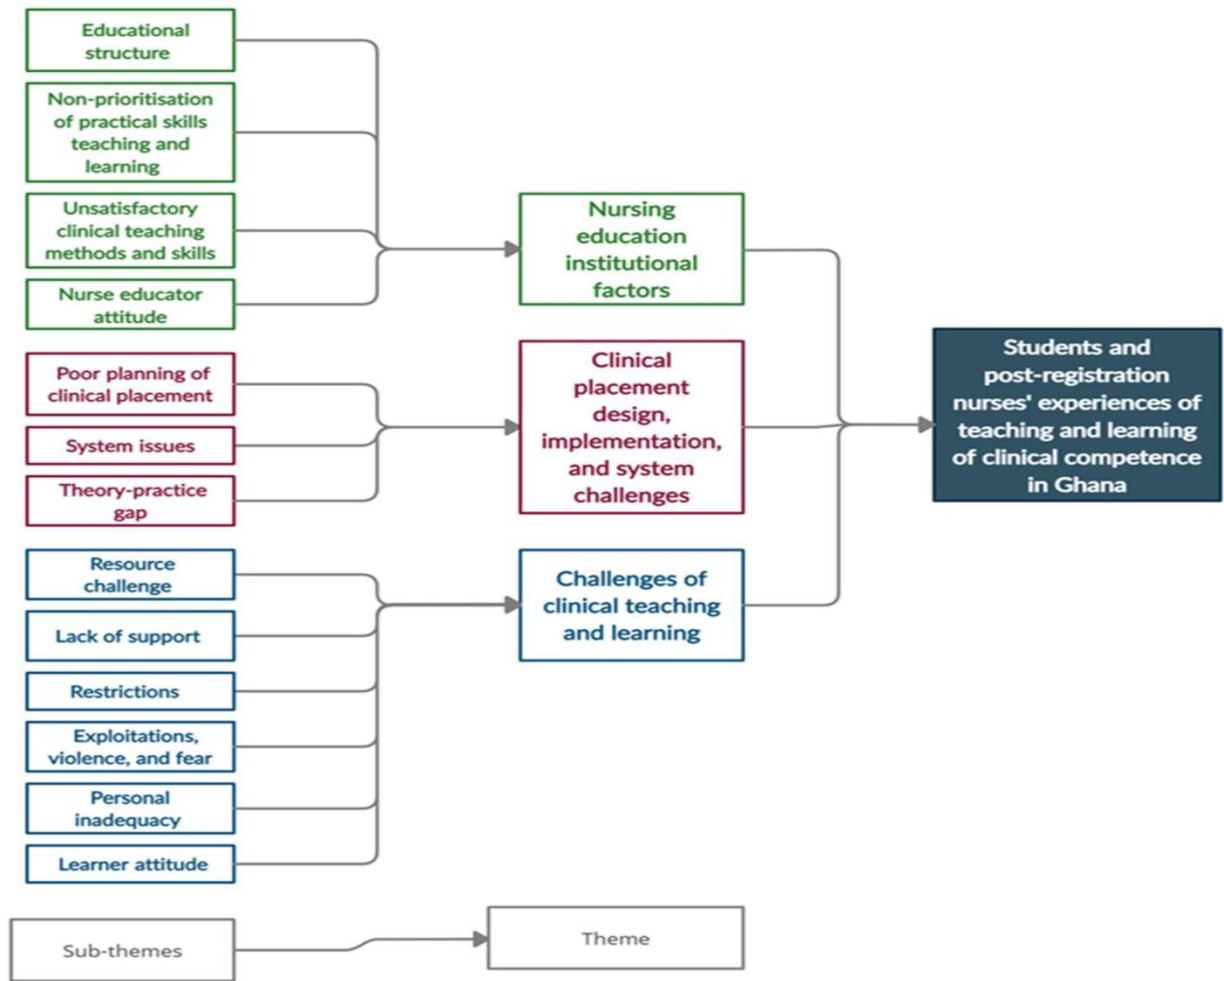 Educational
structure
Non-prioritisation
of practical skills
teaching and
learning
Unsatisfactory
clinical teaching
methods and skills
Nurse educator
attitude
Poor planning of
clinical placement
System issues
Theory-practice
gap
Resource
challenge
Lack of support
Restrictions
Exploitations,
violence, and fear
Personal
inadequacy
Learner attitude
Sub-themes
Nursing
education
institutional
factors
Clinical
placement
design,
implementation,
and system
challenges
Challenges of
clinical teaching
and learning
Theme
Students and
post-registration
nurses' experiences of
teaching and learning
of clinical competence
in Ghana